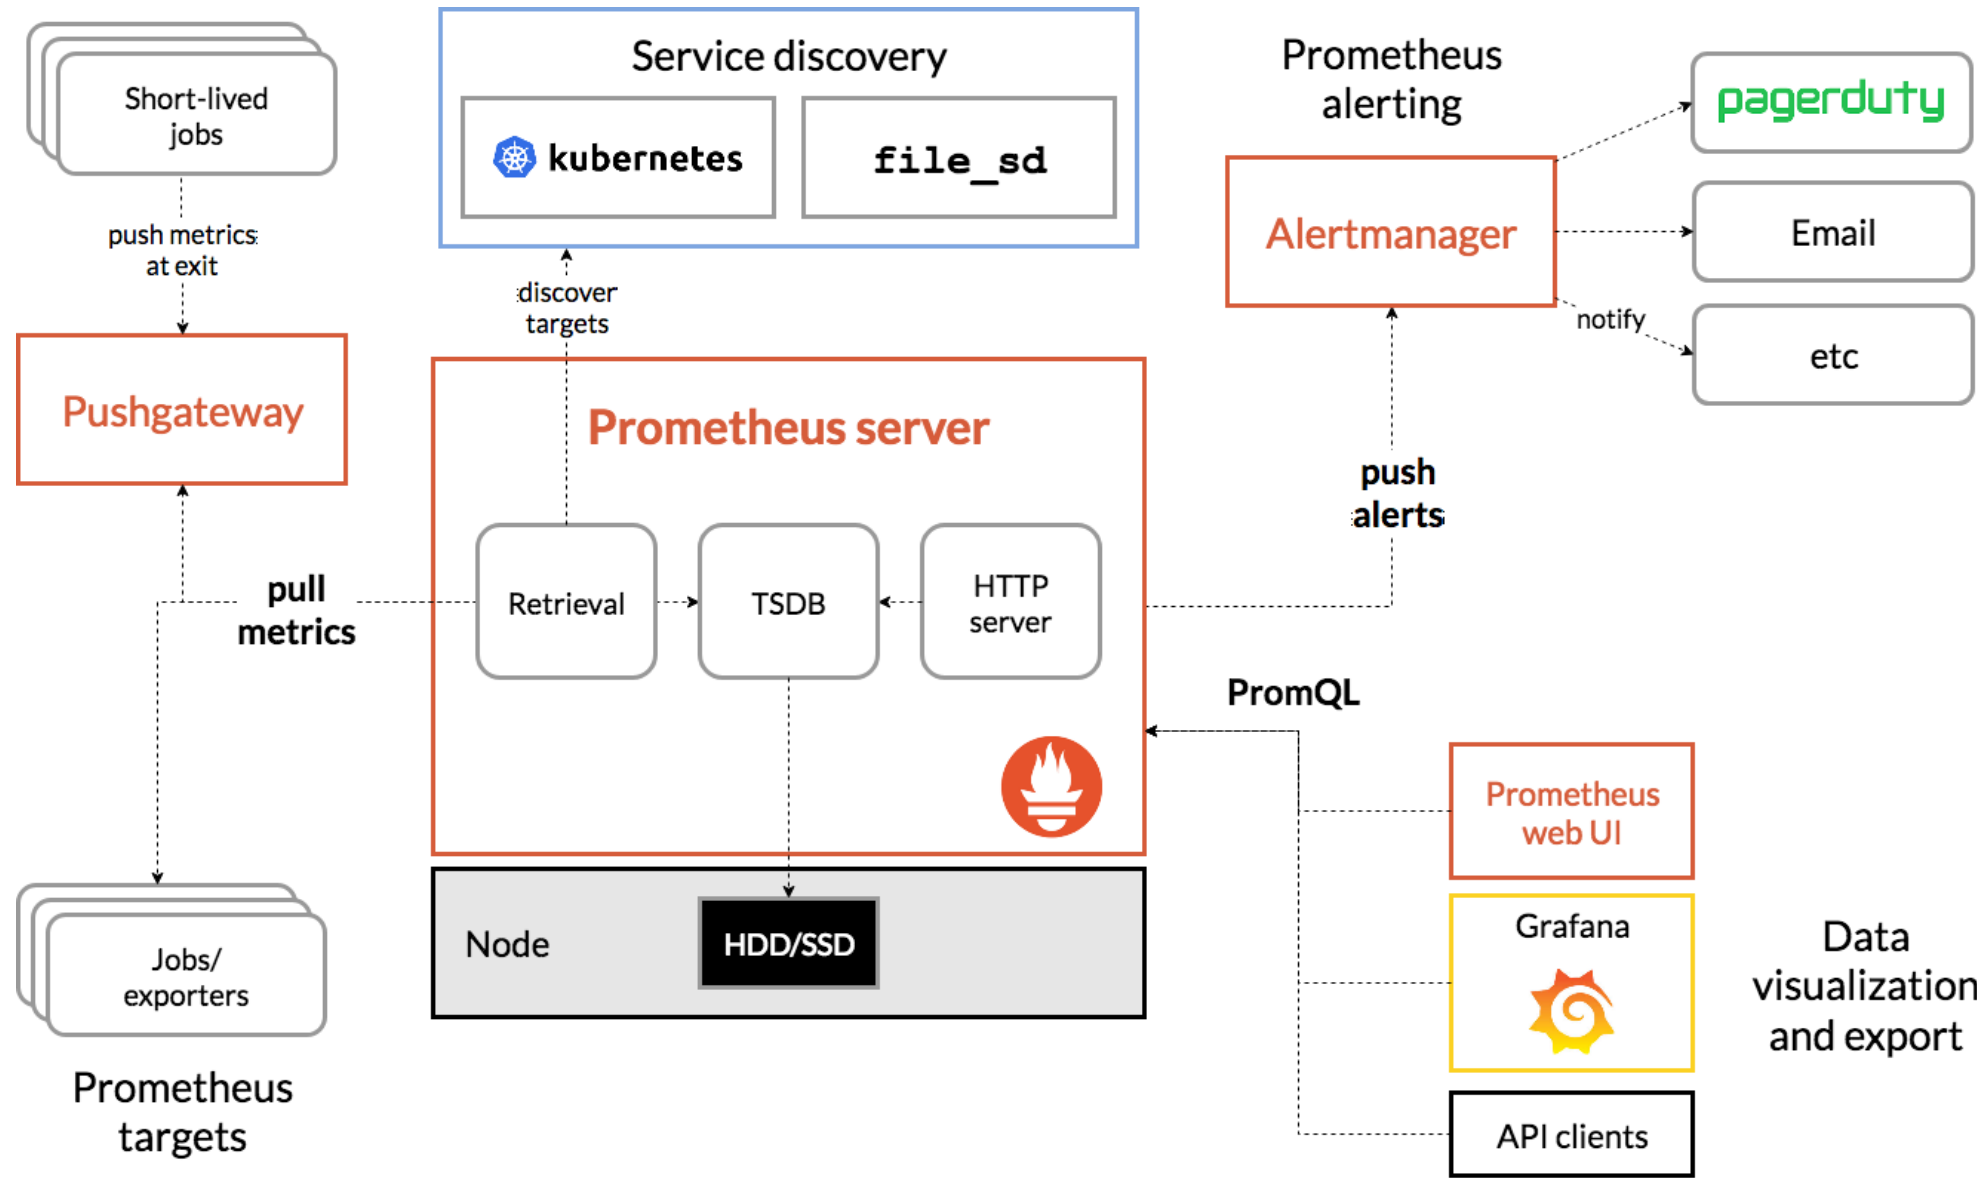 Short-lived
jobs
push metrics
at exit
Pushgateway
pull
metrics
Jobs/
exporters
Prometheus
targets
Service discovery
kubernetes
file_sd
discover
targets
Prometheus server
Retrieval
TSDB
HTTP
server
Node
HDD/SSD
Prometheus
alerting
Alertmanager
pagerduty
Email
notify
etc
push
alerts
PromQL
Prometheus
web UI
Grafana
API clients
Data
visualization
and export